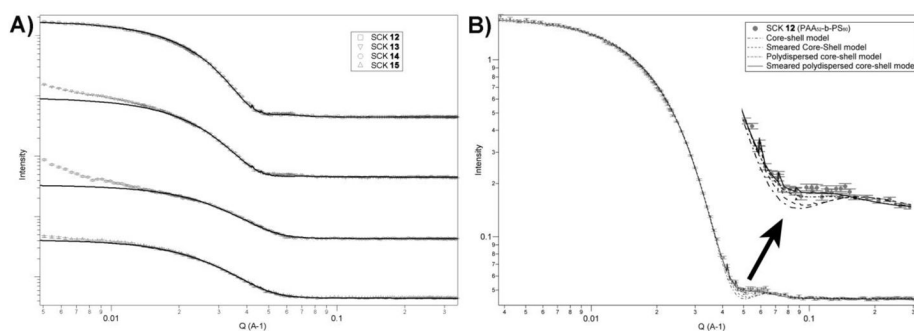 A)
SCK 12
SCK 13
SCK 14
SCK 15
Intensity
0.01
0.1
Q (A-1)
B)
SCK 12 (PAA
Core-shell model
Smeared Core-Shell model
Polydispersed core-shell model
Smeared polydispersed core-shell model
Intensity
1
0.1
0.01
0.1
Q (A-1)